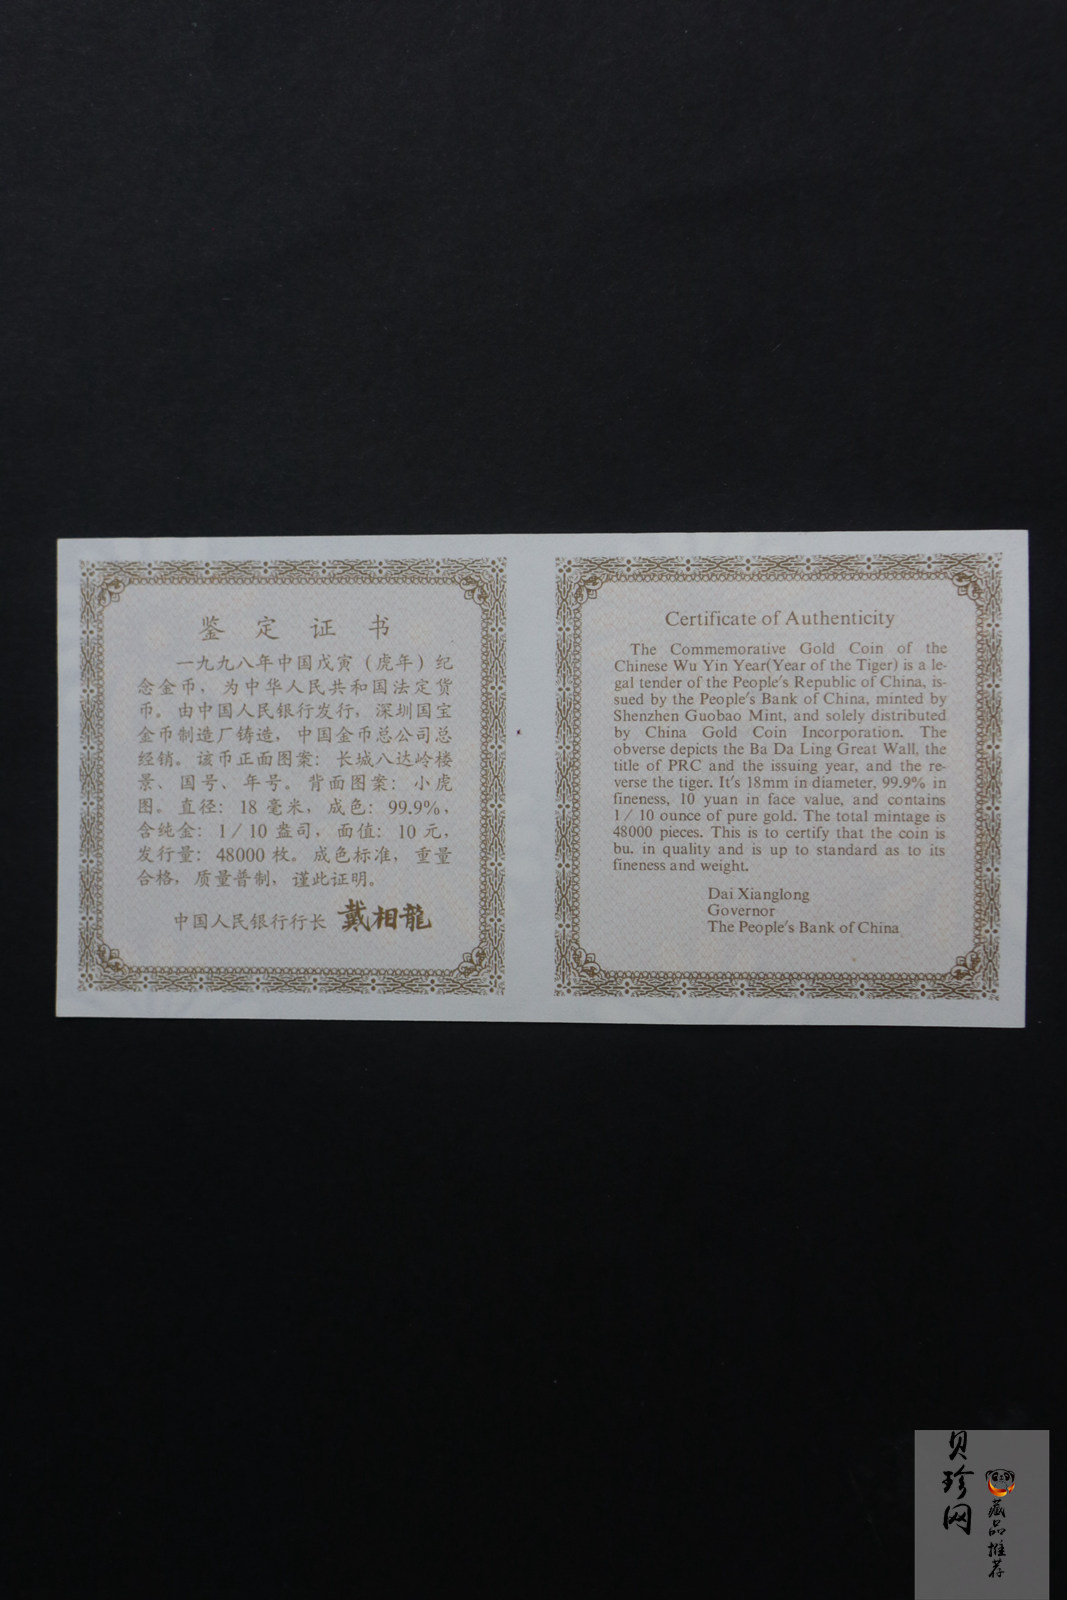 鉴定证书
一九九八年中国戊寅（虎年）纪
念金币，为中华人民共和国法定货
币。由中国人民银行发行，深圳国宝
金币制造厂铸造，中国金币总公司总
经销。该币正面图案：长城八达岭楼
景、国号、年号。背面图案：小虎
图。直径：18毫米，成色：99.9%，
含纯金：1/10盎司，面值：10元，
发行量：48000枚。成色标准，重量
合格，质量普制，谨此证明。
中国人民银行行长 戴相龍
Certificate of Authenticity
The Commemorative Gold Coin of the
Chinese Wu Yin Year(Year of the Tiger) is a le-
gal tender of the People's Republic of China, is-
sued by the People's Bank of China, minted by
Shenzhen Guobao Mint, and solely distributed
by China Gold Coin Incorporation. The
obverse depicts the Ba Da Ling Great Wall, the
title of PRC and the issuing year, and the re-
verse the tiger. It's 18mm in diameter, 99.9% in
fineness, 10 yuan in face value, and contains
1/10 ounce of pure gold. The total mintage is
48000 pieces. This is to certify that the coin is
bu. in quality and is up to standard as to its
fineness and weight.
Dai Xianglong
Governor
The People's Bank of China
贝珍网
藏品推荐